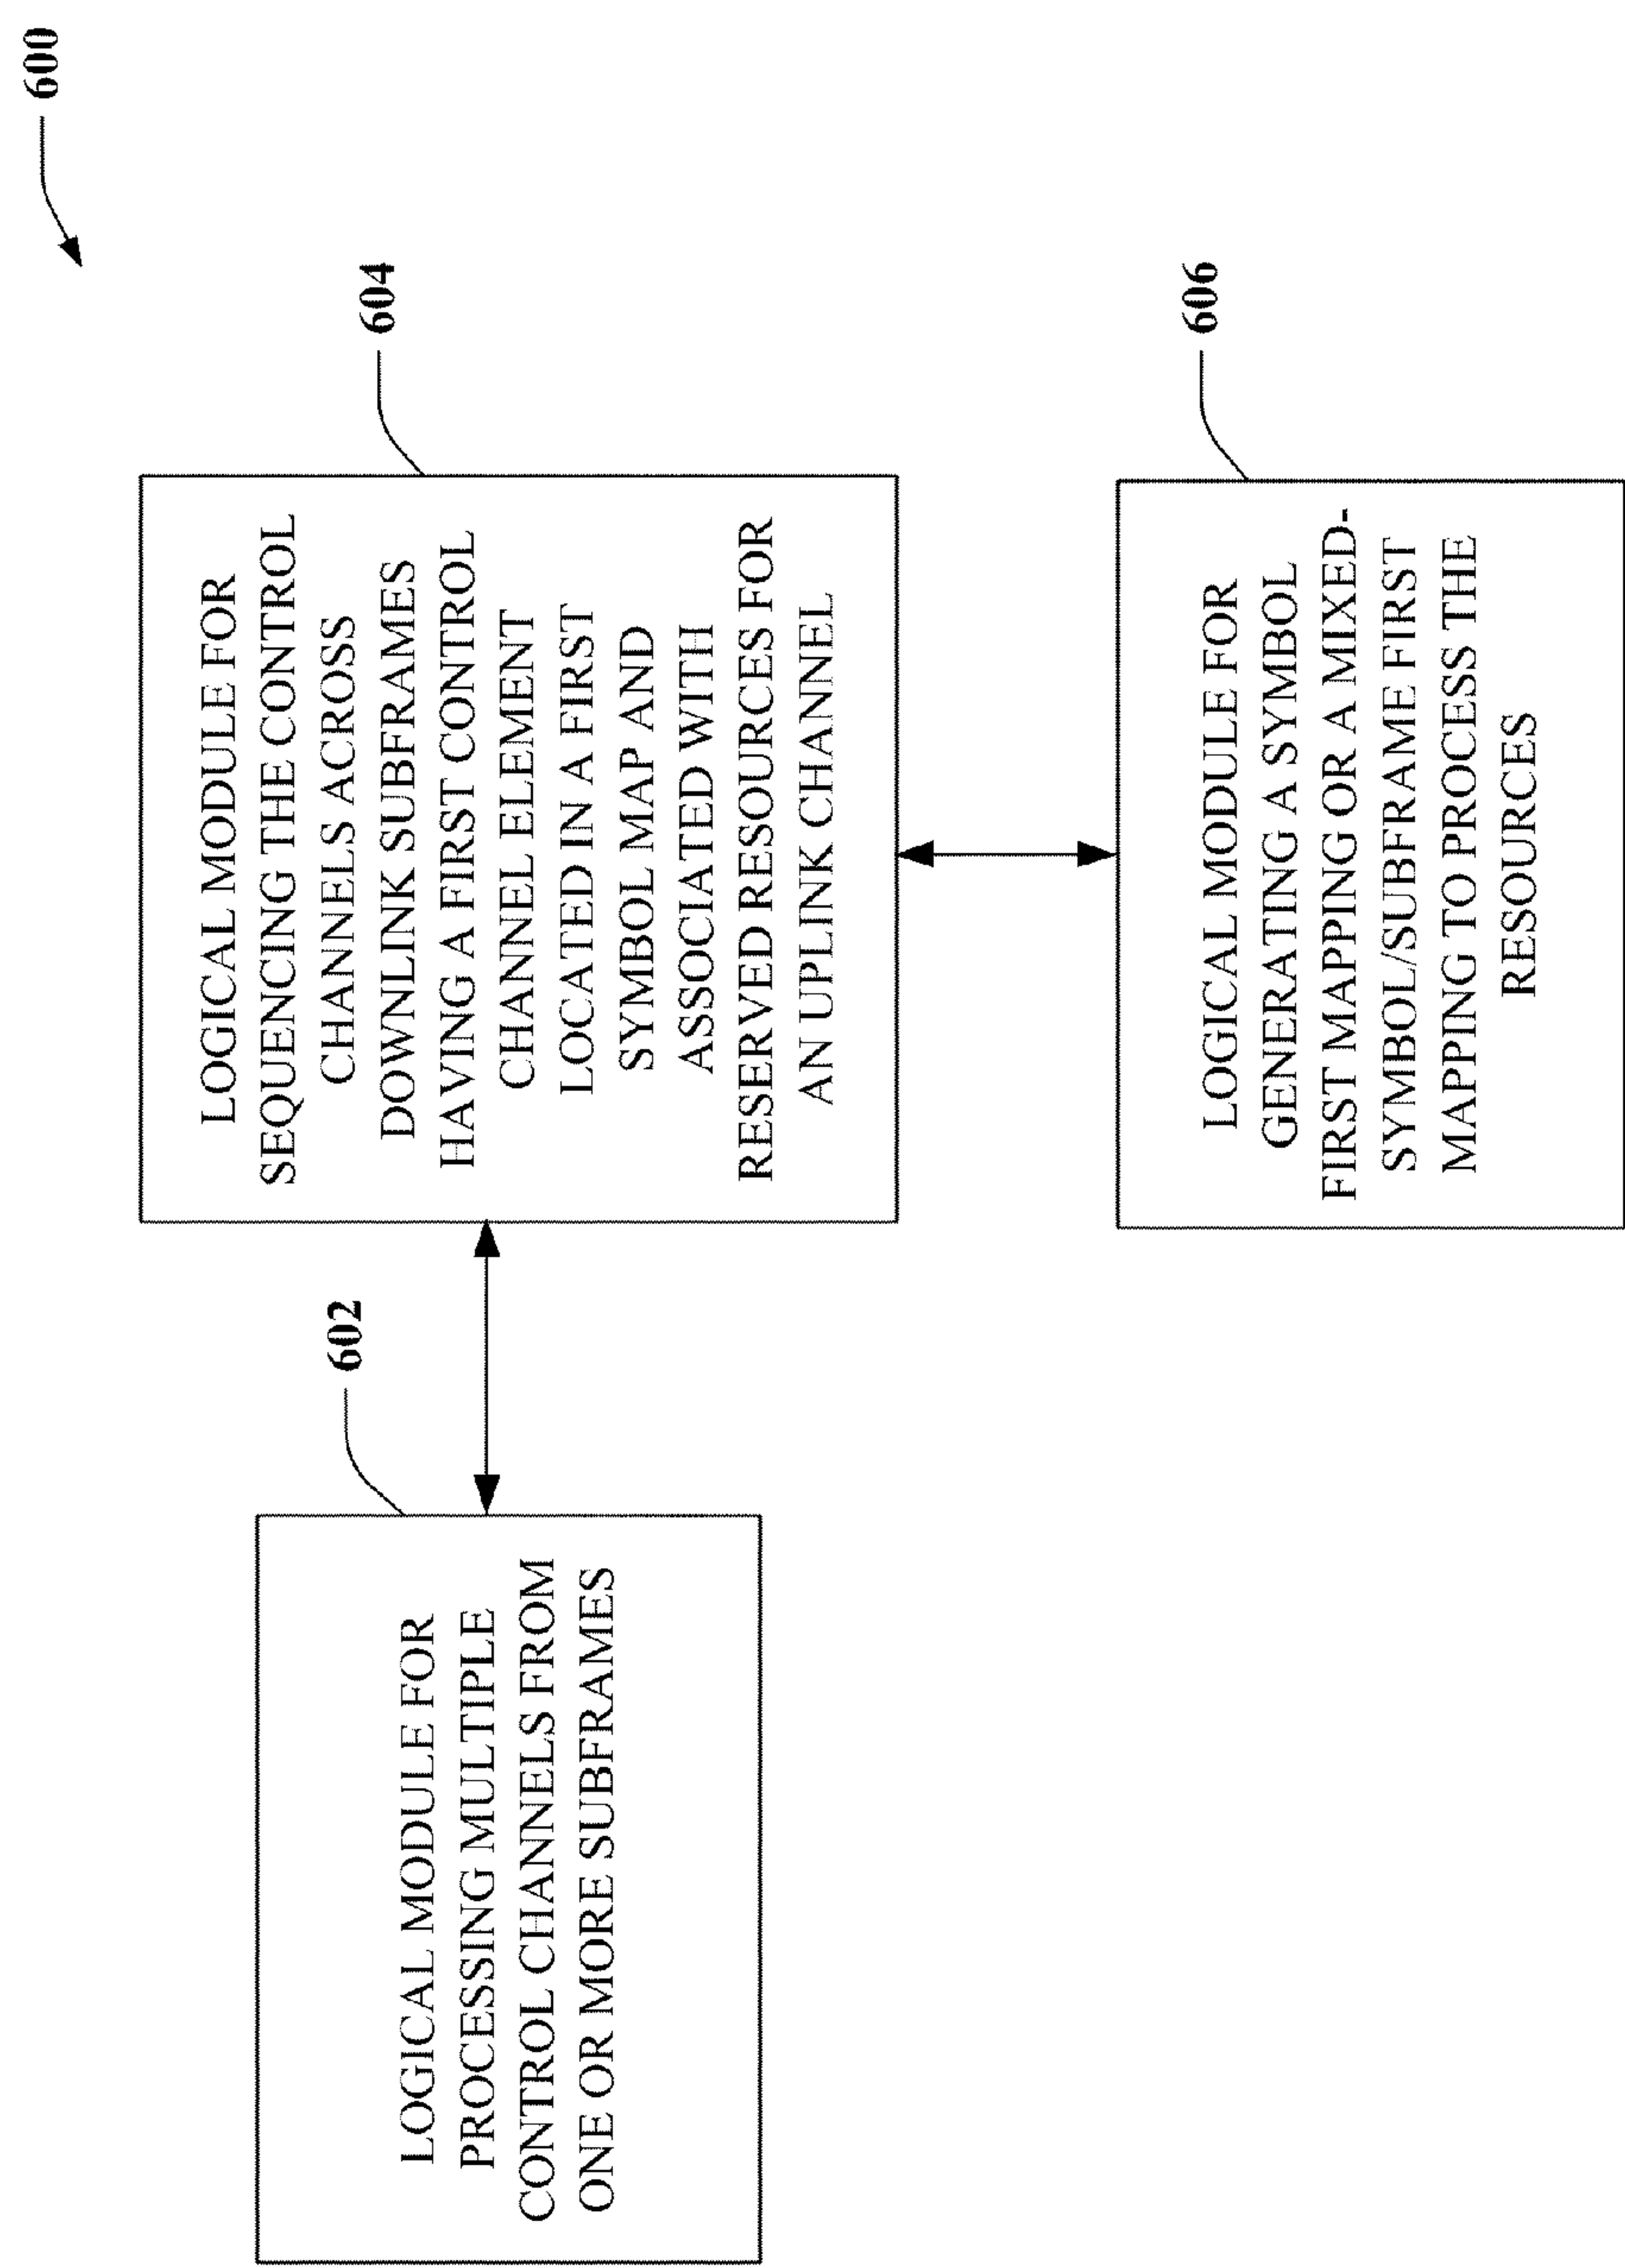 600
602
LOGICAL MODULE FOR
PROCESSING MULTIPLE
CONTROL CHANNELS FROM
ONE OR MORE SUBFRAMES
604
LOGICAL MODULE FOR
SEQUENCING THE CONTROL
CHANNELS ACROSS
DOWNLINK SUBFRAMES
HAVING A FIRST CONTROL
CHANNEL ELEMENT
LOCATED IN A FIRST
SYMBOL MAP AND
ASSOCIATED WITH
RESERVED RESOURCES FOR
AN UPLINK CHANNEL
606
LOGICAL MODULE FOR
GENERATING A SYMBOL
FIRST MAPPING OR A MIXED-
SYMBOL/SUBFRAME FIRST
MAPPING TO PROCESS THE
RESOURCES